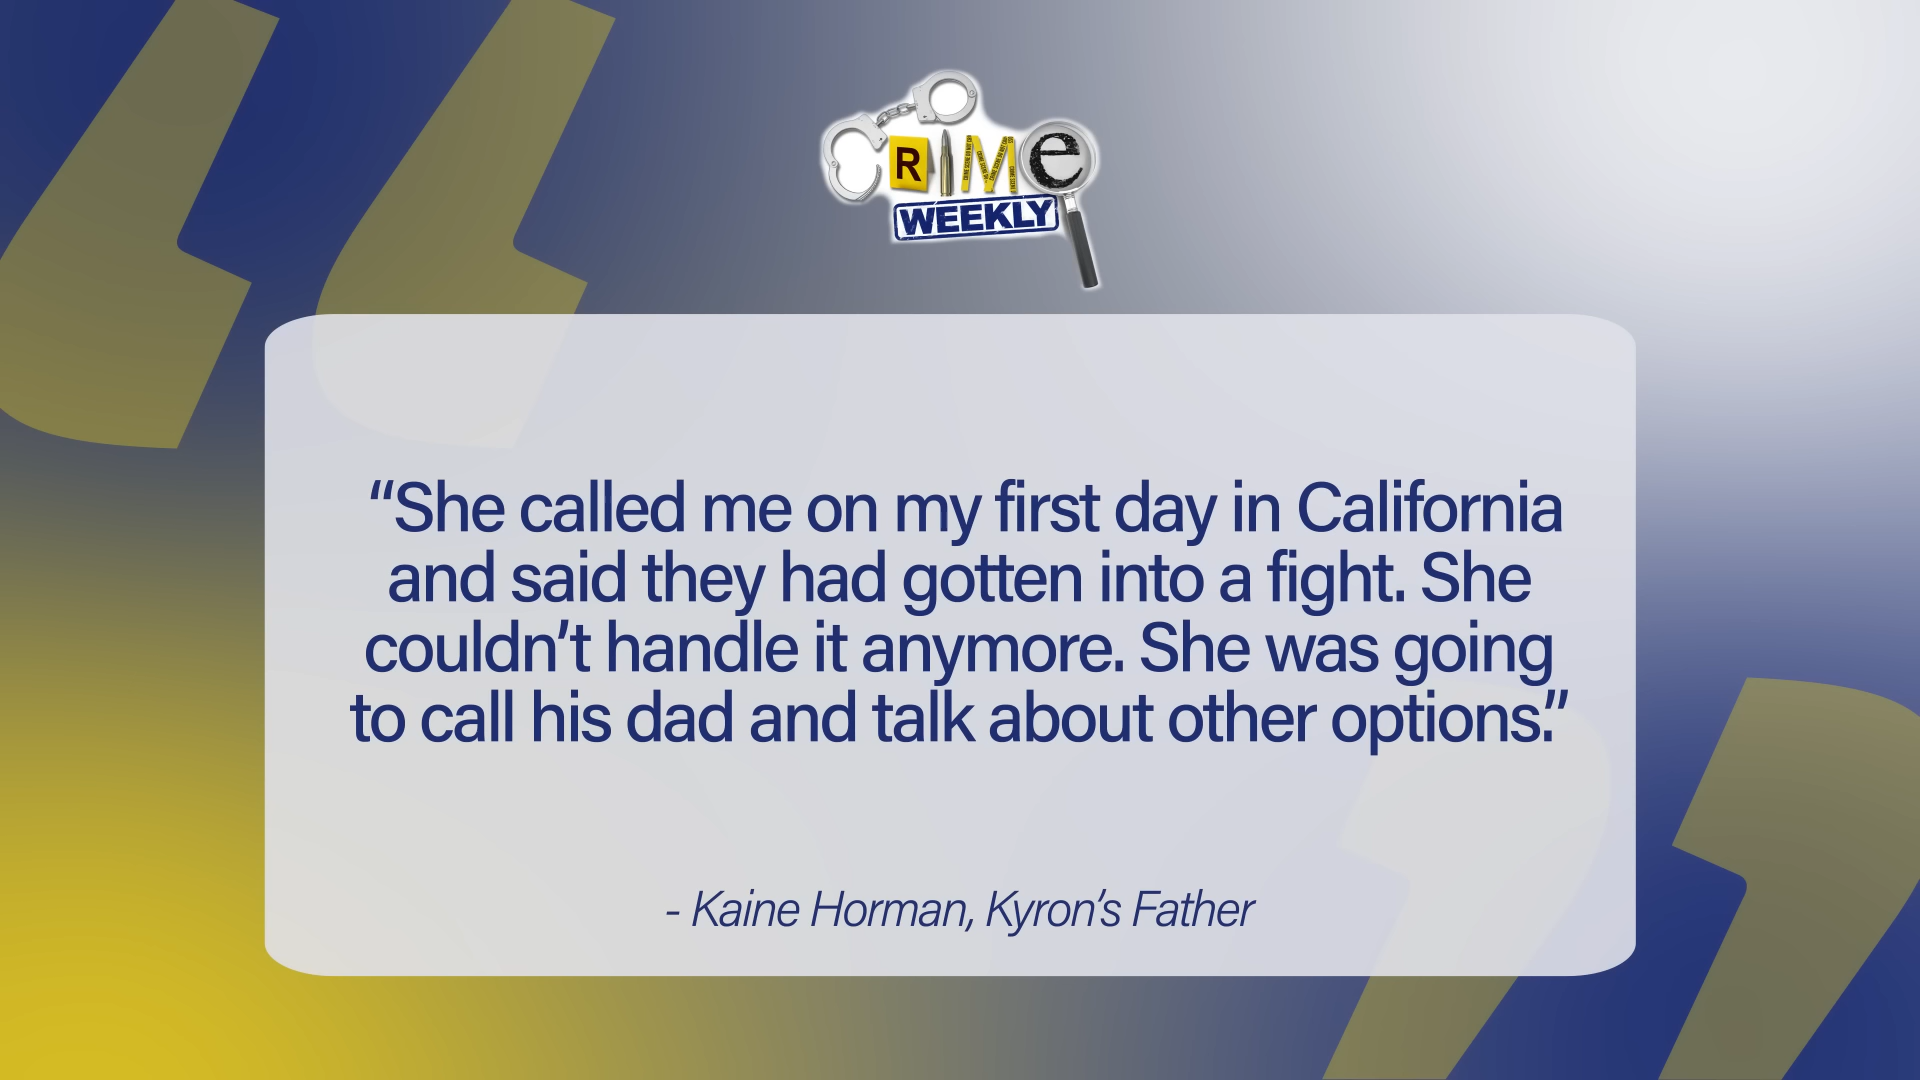 CRIMe
WEEKLY
“She called me on my first day in California
and said they had gotten into a fight. She
couldn’t handle it anymore. She was going
to call his dad and talk about other options.”
- Kaine Horman, Kyron’s Father